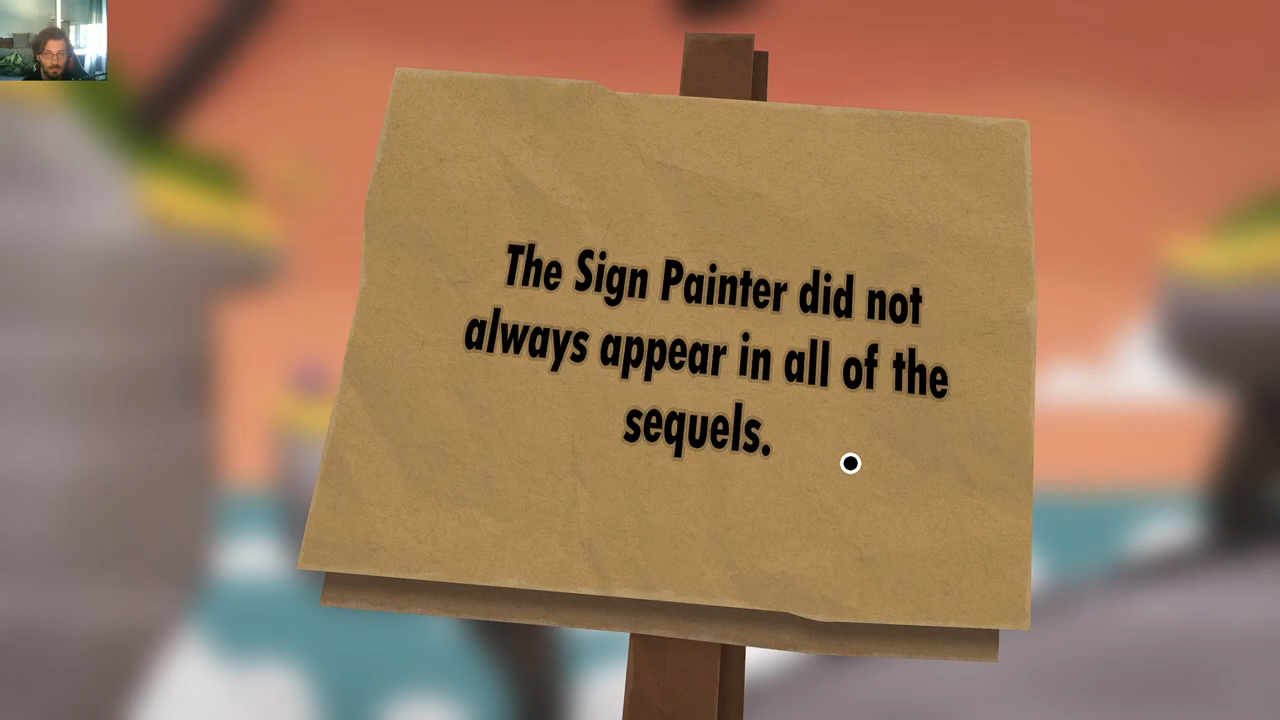 The Sign Painter did not
always appear in all of the
sequels.